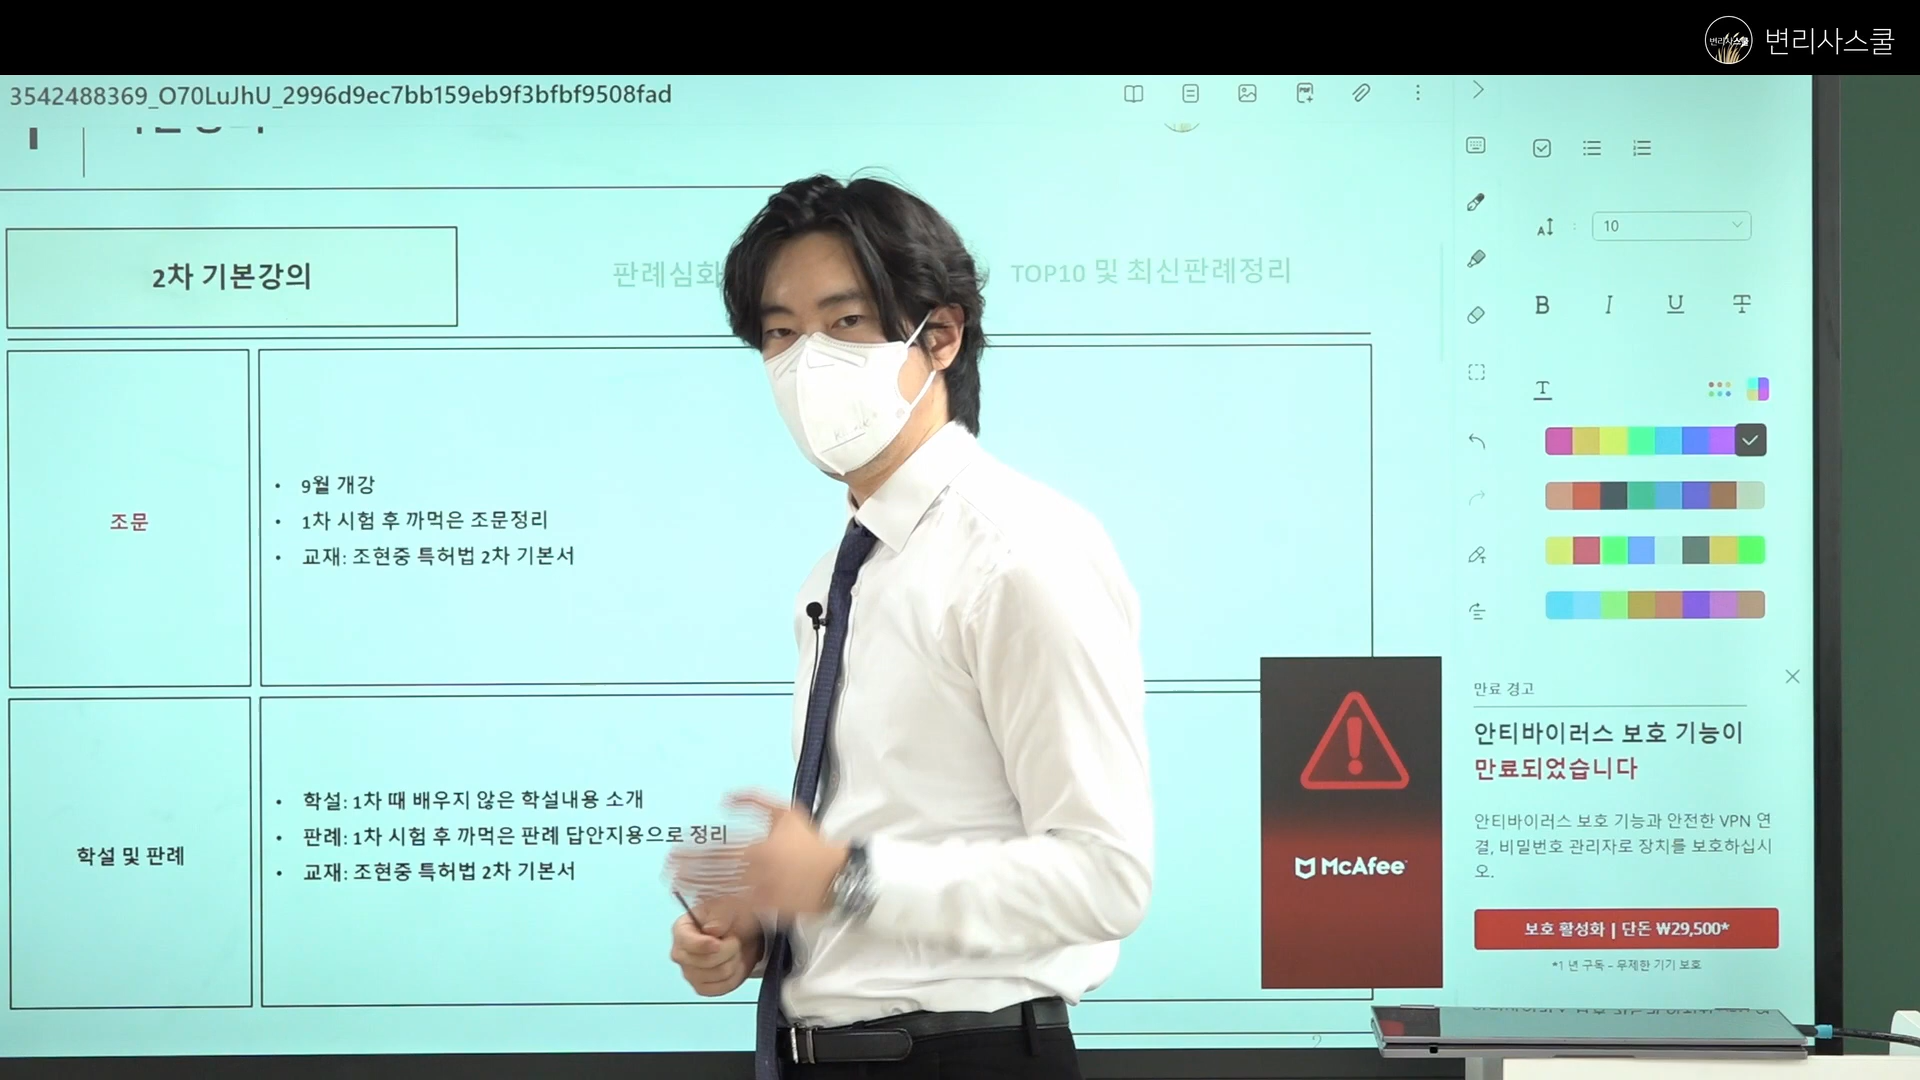 변리사스쿨
3542488369_O70LuJhU_2996d9ec7bb159eb9f3bfbf9508fad
10
B I U T
2차 기본강의
판례심화
TOP10 및 최신판례정리
조문
• 9월 개강
• 1차 시험 후 까먹은 조문정리
• 교재: 조현중 특허법 2차 기본서
학설 및 판례
• 학설: 1차 때 배우지 않은 학설내용 소개
• 판례: 1차 시험 후 까먹은 판례 답안지용으로 정리
• 교재: 조현중 특허법 2차 기본서
McAfee
만료 경고
안티바이러스 보호 기능이
만료되었습니다
안티바이러스 보호 기능과 안전한 VPN 연
결, 비밀번호 관리자로 장치를 보호하십시
오.
보호 활성화 | 단돈 ₩29,500*
*1 년 구독 – 무제한 기기 보호
2